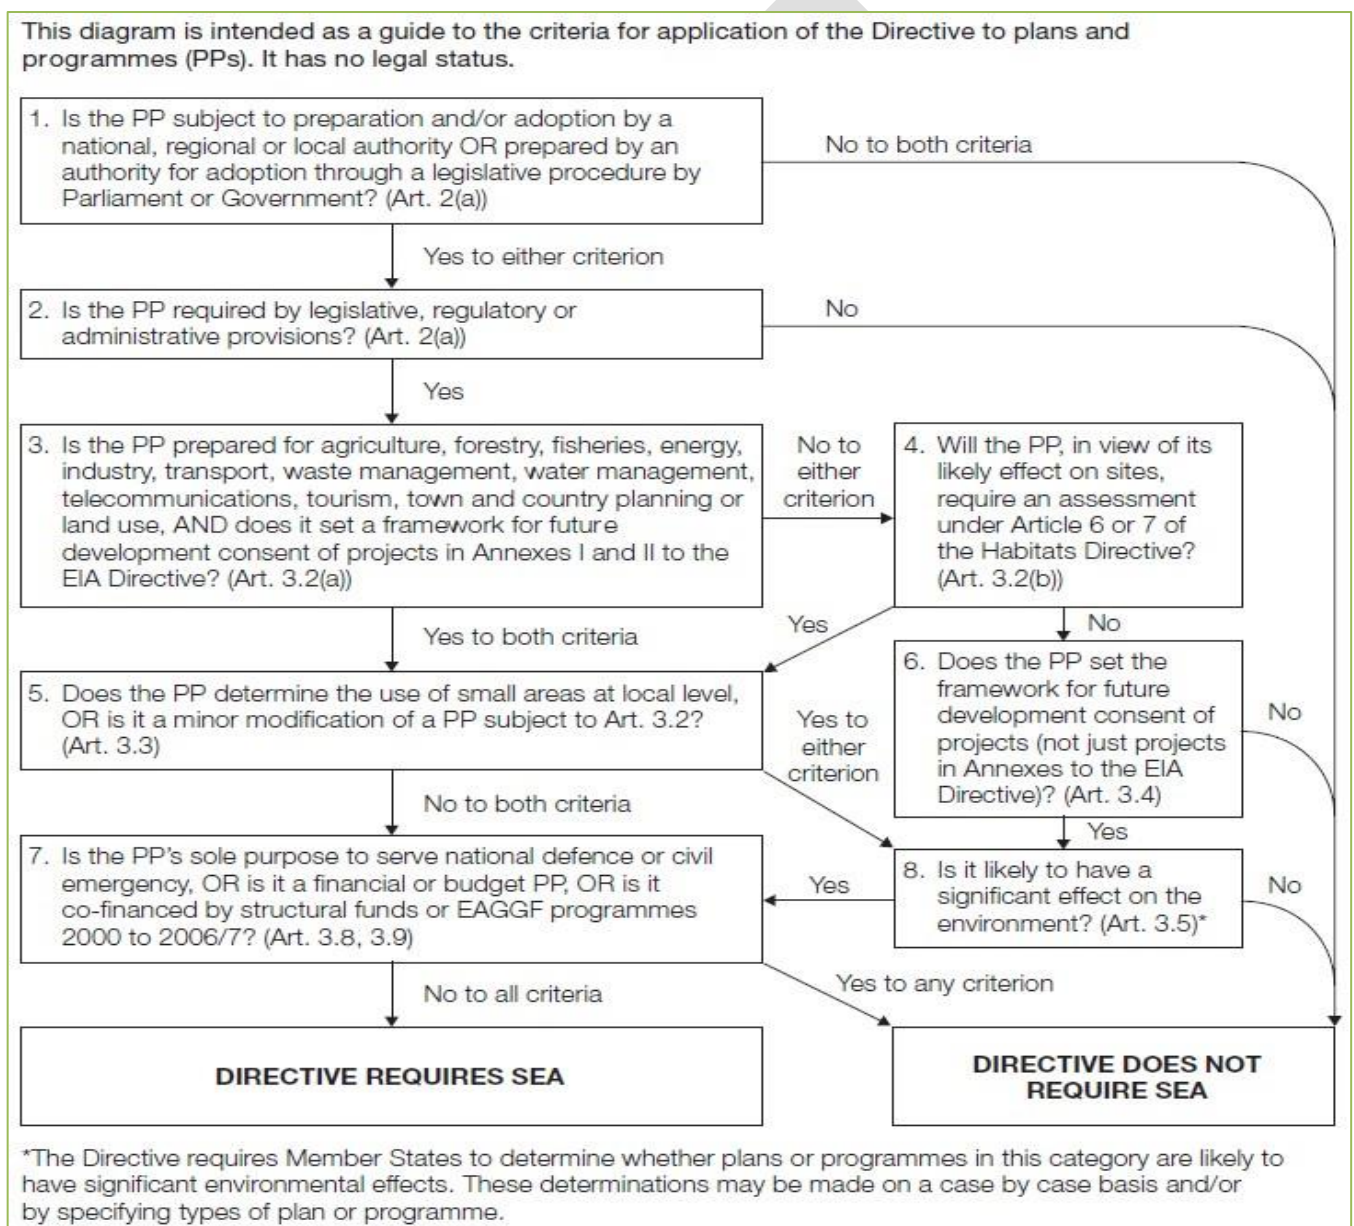 This diagram is intended as a guide to the criteria for application of the Directive to plans and
programmes (PPs). It has no legal status.
1. Is the PP subject to preparation and/or adoption by a
national, regional or local authority OR prepared by an
authority for adoption through a legislative procedure by
Parliament or Government? (Art. 2(a))
No to both criteria
Yes to either criterion
2. Is the PP required by legislative, regulatory or
administrative provisions? (Art. 2(a))
No
Yes
3. Is the PP prepared for agriculture, forestry, fisheries, energy,
industry, transport, waste management, water management,
telecommunications, tourism, town and country planning or
land use, AND does it set a framework for future
development consent of projects in Annexes I and II to the
EIA Directive? (Art. 3.2(a))
No to
either
criterion
4. Will the PP, in view of its
likely effect on sites,
require an assessment
under Article 6 or 7 of
the Habitats Directive?
(Art. 3.2(b))
Yes to both criteria
Yes
No
5. Does the PP determine the use of small areas at local level,
OR is it a minor modification of a PP subject to Art. 3.2?
(Art. 3.3)
Yes to
either
criterion
6. Does the PP set the
framework for future
development consent of
projects (not just projects
in Annexes to the EIA
Directive)? (Art. 3.4)
No
No to both criteria
Yes
7. Is the PP's sole purpose to serve national defence or civil
emergency, OR is it a financial or budget PP, OR is it
co-financed by structural funds or EAGGF programmes
2000 to 2006/7? (Art. 3.8, 3.9)
Yes
8. Is it likely to have a
significant effect on the
environment? (Art. 3.5)*
No
No to all criteria
Yes to any criterion
DIRECTIVE REQUIRES SEA
DIRECTIVE DOES NOT
REQUIRE SEA
*The Directive requires Member States to determine whether plans or programmes in this category are likely to
have significant environmental effects. These determinations may be made on a case by case basis and/or
by specifying types of plan or programme.